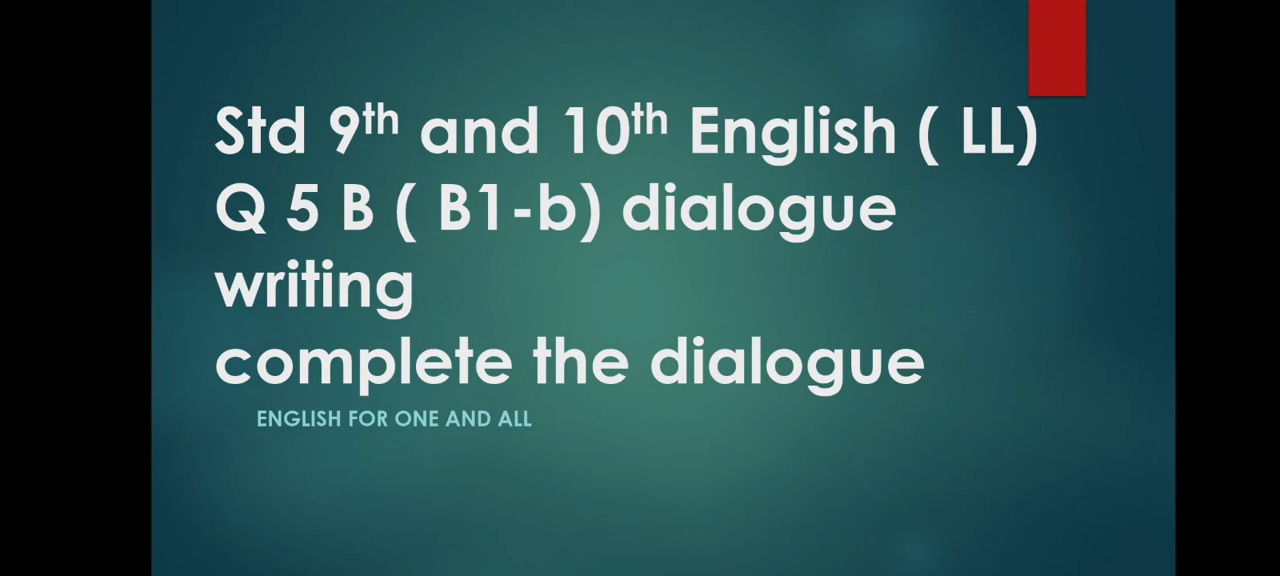 Std 9th and 10th English ( LL)
Q 5 B ( B1-b) dialogue
writing
complete the dialogue
ENGLISH FOR ONE AND ALL